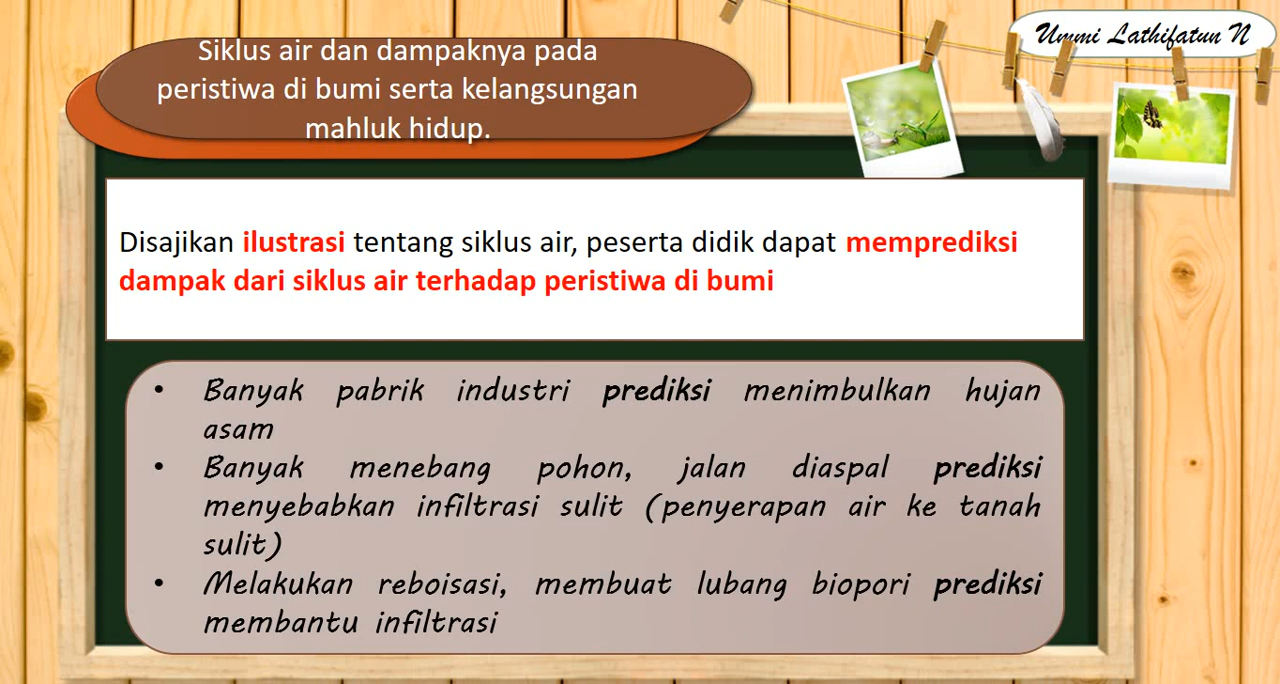 Ummi Lathifatun N
Siklus air dan dampaknya pada
peristiwa di bumi serta kelangsungan
mahluk hidup.
Disajikan ilustrasi tentang siklus air, peserta didik dapat memprediksi
dampak dari siklus air terhadap peristiwa di bumi
• Banyak pabrik industri prediksi menimbulkan hujan
asam
• Banyak menebang pohon, jalan diaspal prediksi
menyebabkan infiltrasi sulit (penyerapan air ke tanah
sulit)
• Melakukan reboisasi, membuat lubang biopori prediksi
membantu infiltrasi